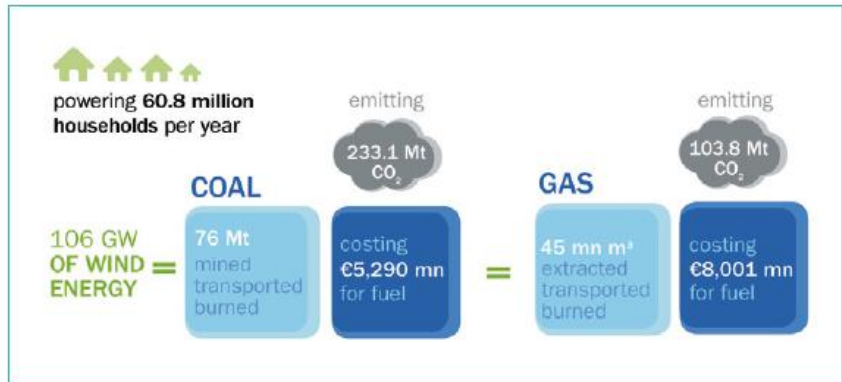 powering 60.8 million
households per year
emitting
233.1 Mt
CO₂
emitting
103.8 Mt
CO₂
COAL
GAS
106 GW
OF WIND
ENERGY
=
76 Mt
mined
transported
burned
costing
€5,290 mn
for fuel
=
45 mn m³
extracted
transported
burned
costing
€8,001 mn
for fuel